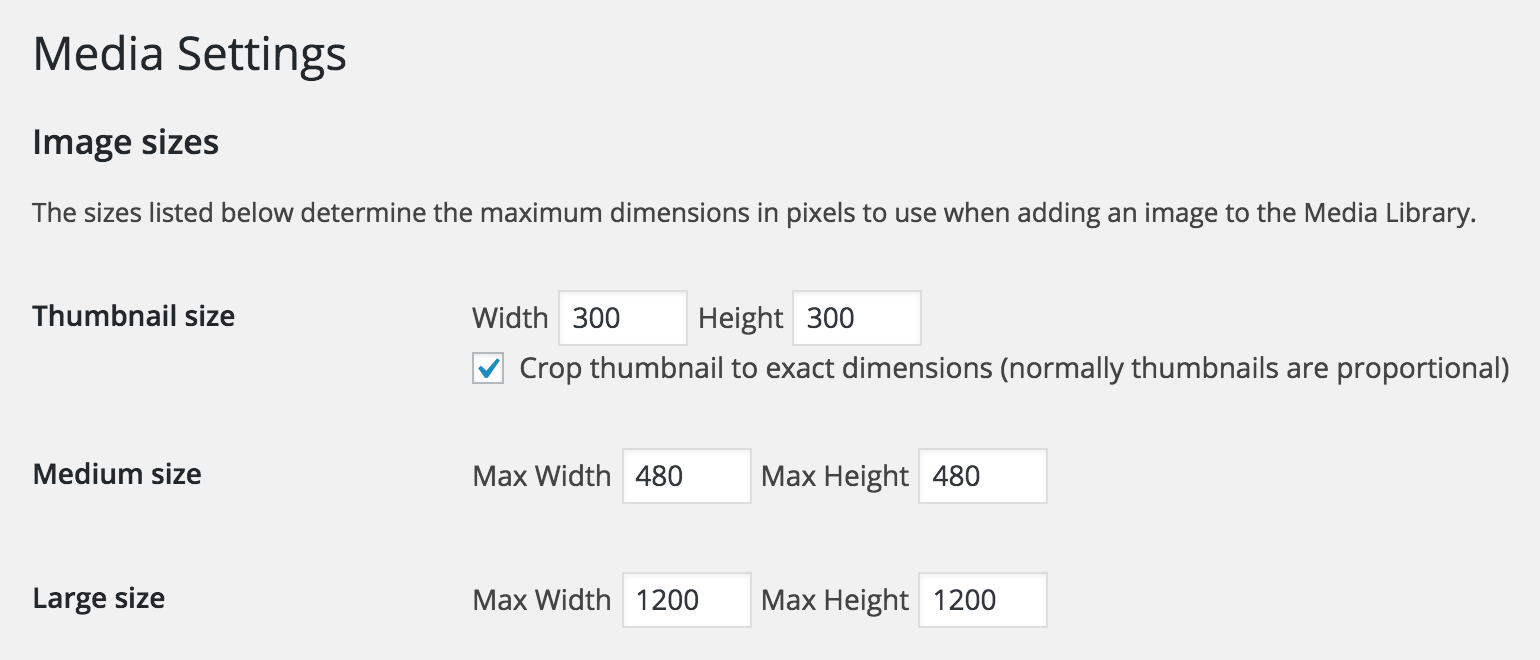 Media Settings
Image sizes
The sizes listed below determine the maximum dimensions in pixels to use when adding an image to the Media Library.
Thumbnail size Width 300 Height 300
Crop thumbnail to exact dimensions (normally thumbnails are proportional)
Medium size Max Width 480 Max Height 480
Large size Max Width 1200 Max Height 1200